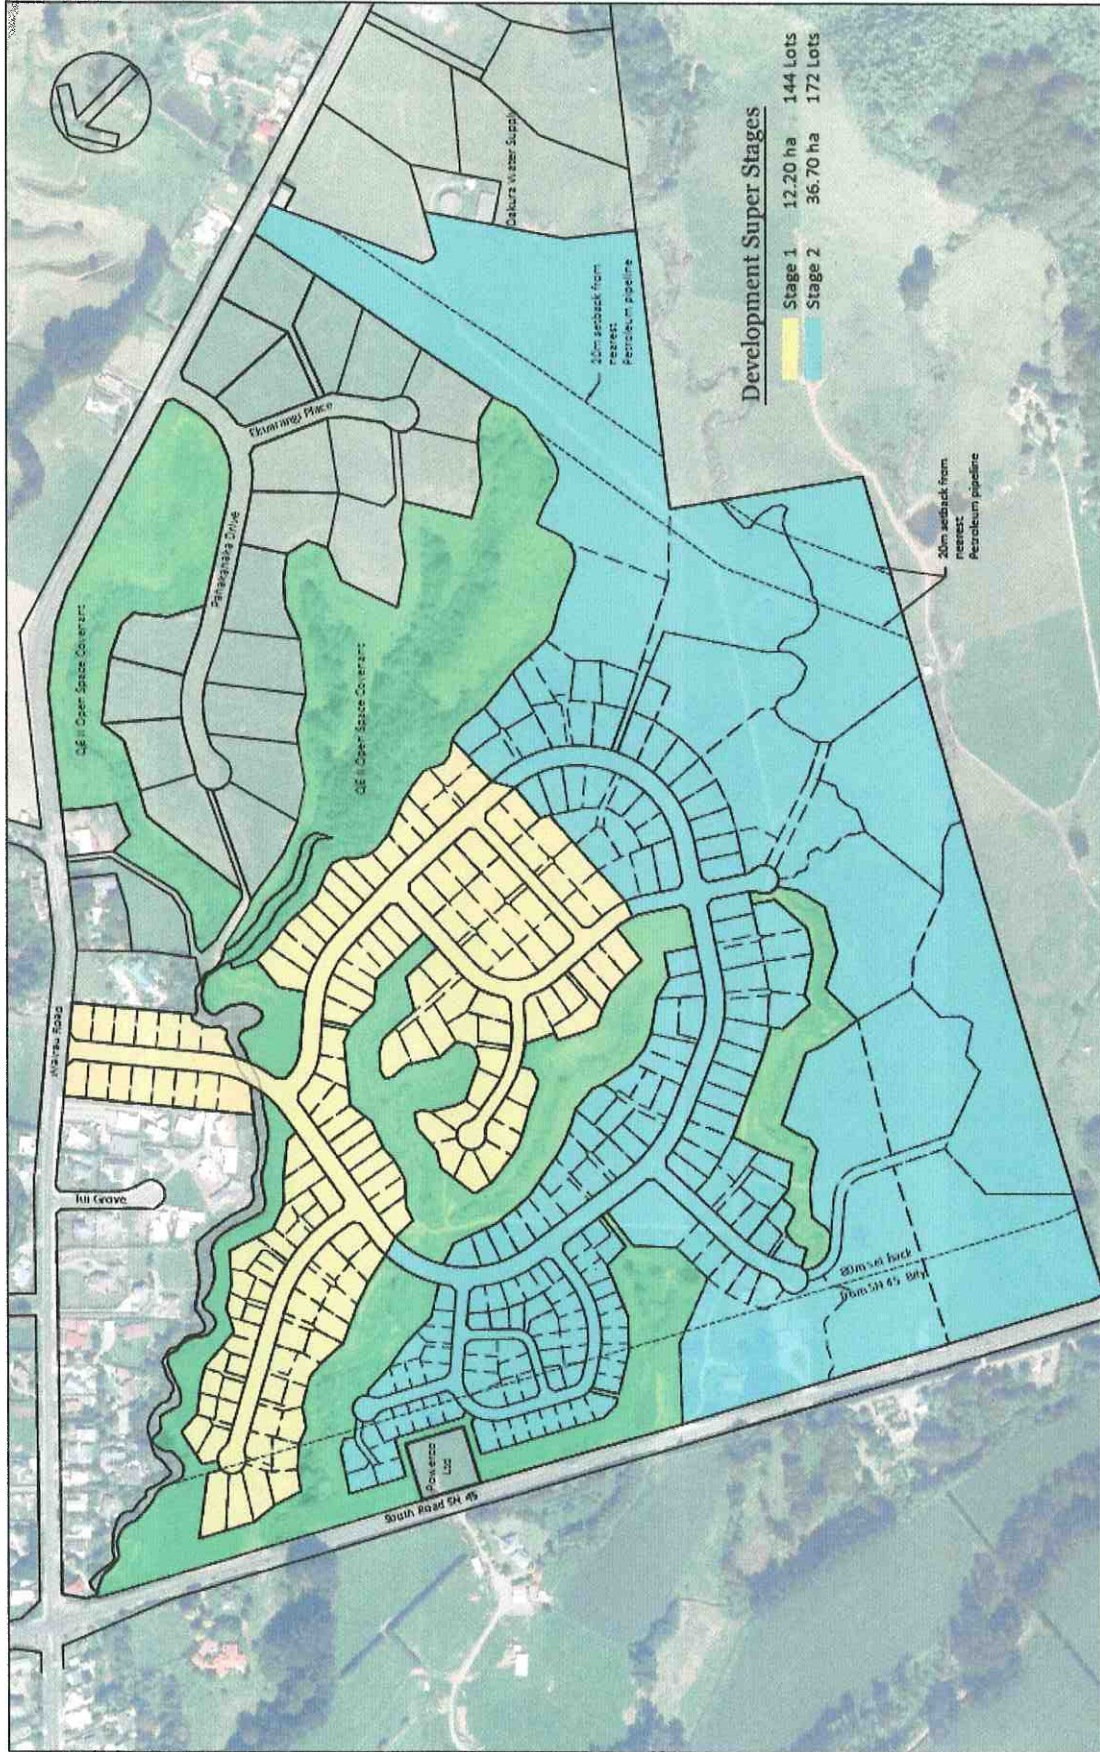 Development Super Stages
Stage 1 12.20 ha 144 Lots
Stage 2 36.70 ha 172 Lots
Oakura Water Supply
20m setback from
nearest
Petroleum pipeline
20m setback from
nearest
Petroleum pipeline
Place
Pahakahaka Drive
QE II Open Space Covenant
QE II Open Space Covenant
Wairau Road
Tui Grove
80m set back
from SH 45 Bdy
Powerco
Ltd
South Road SH 45